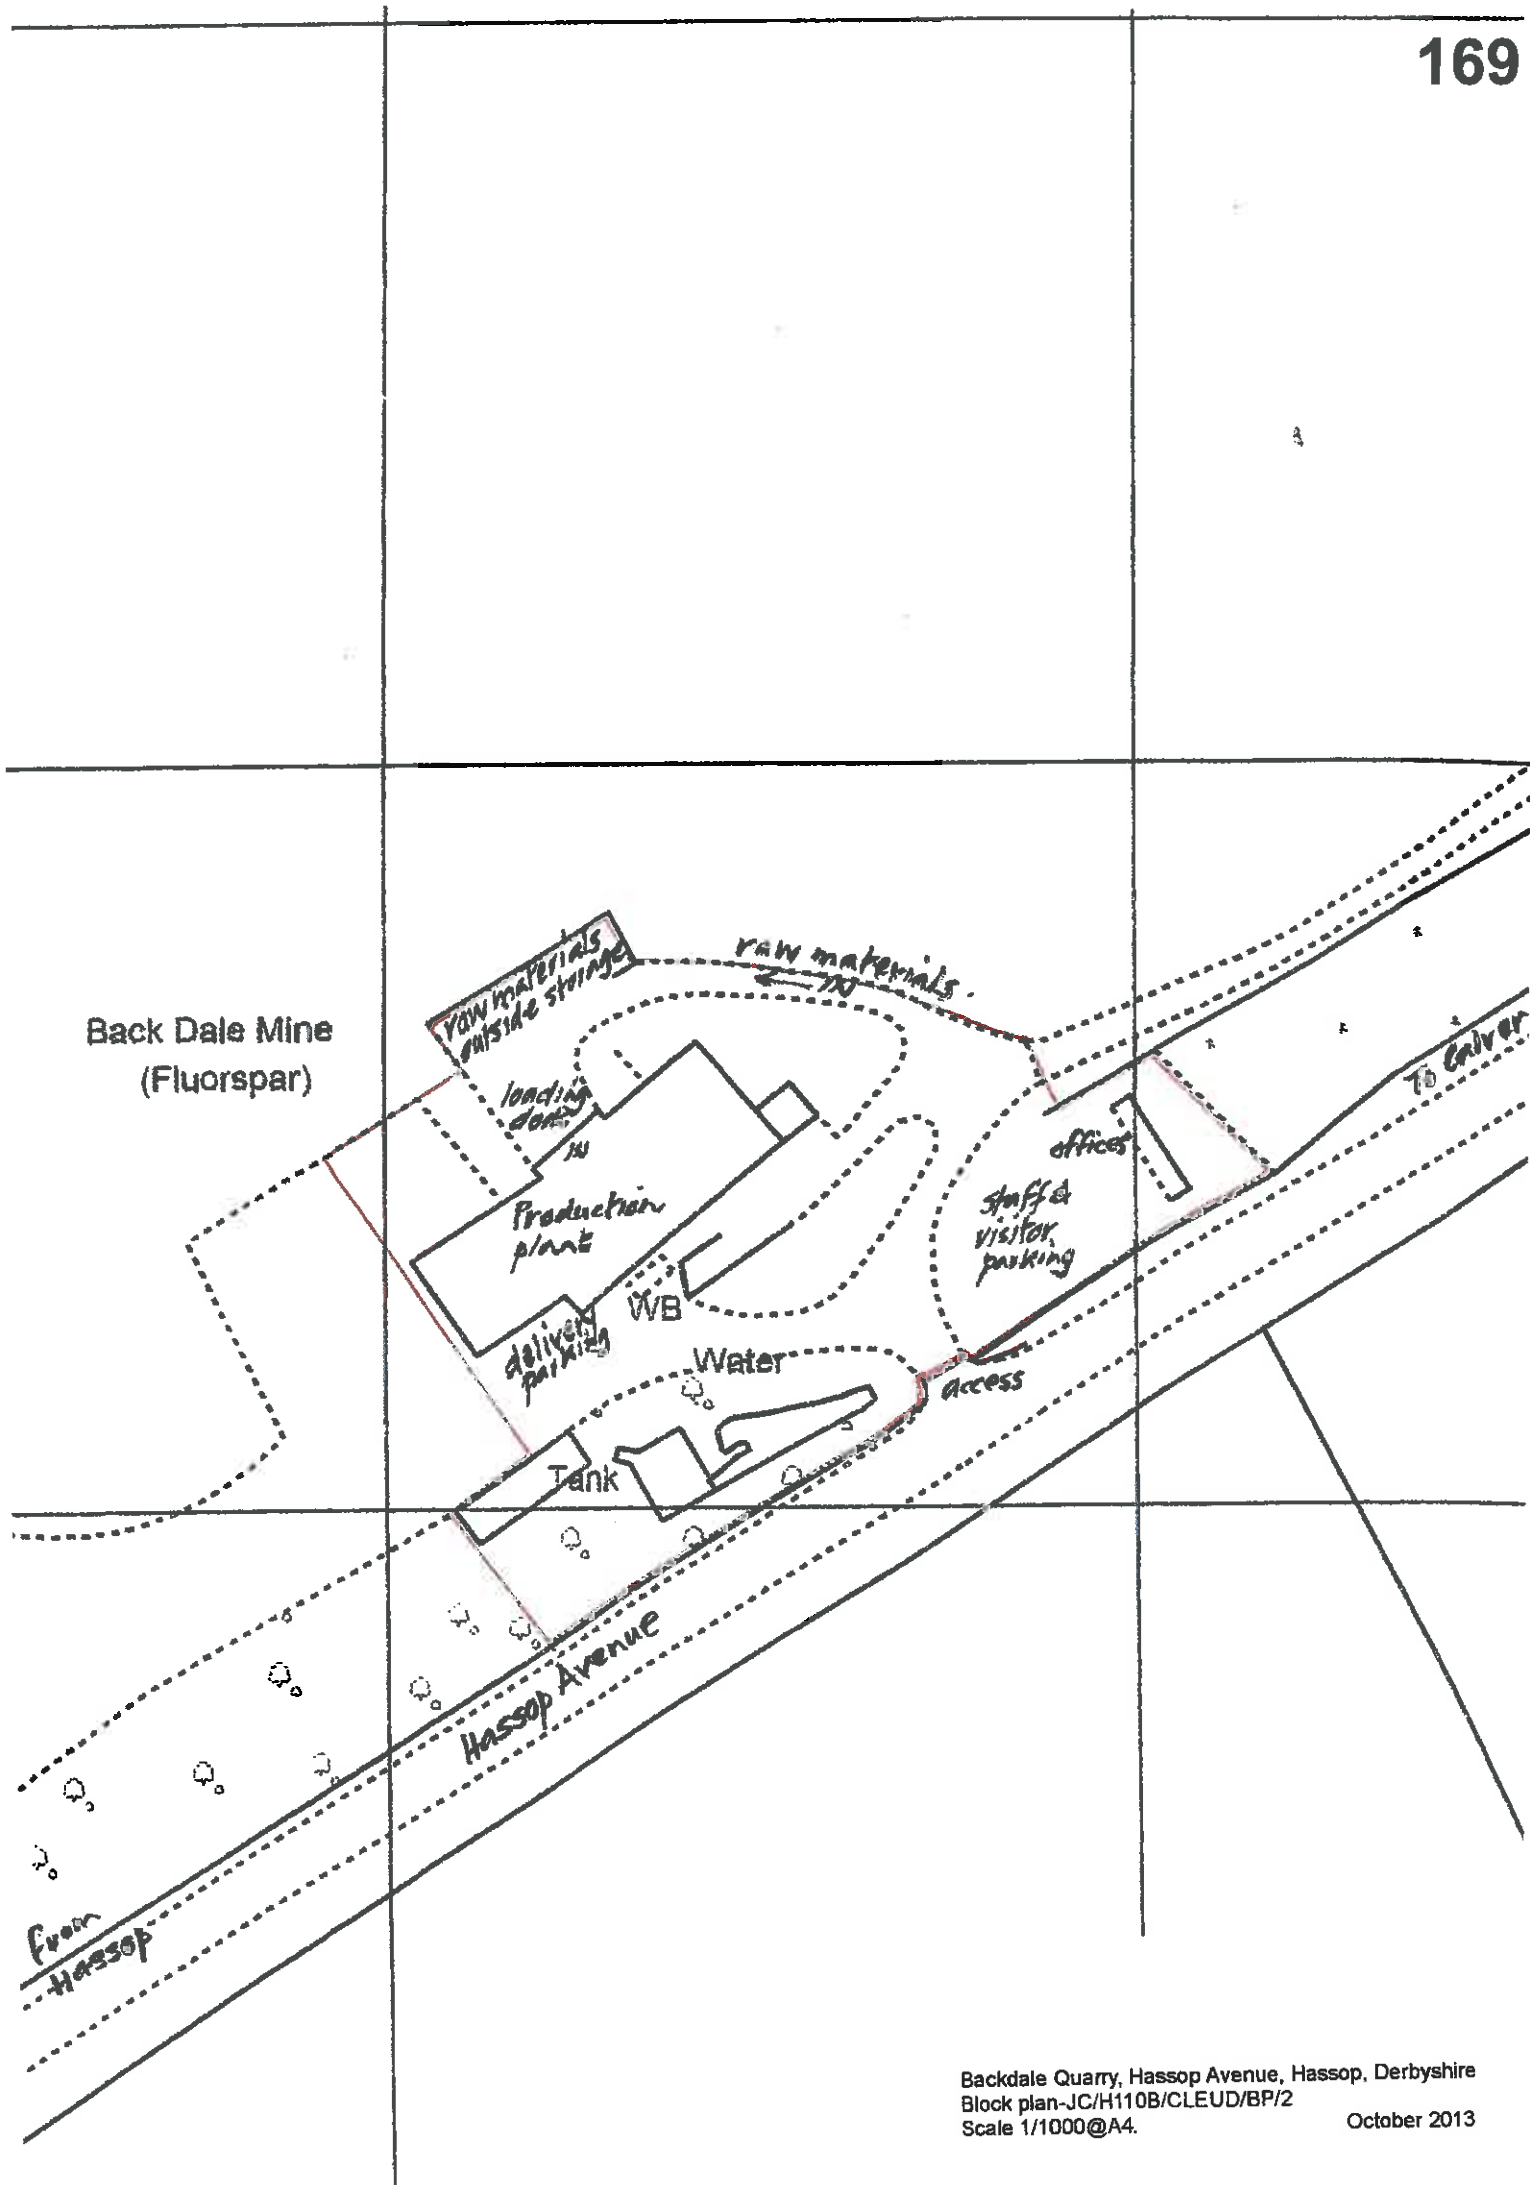 169
raw materials
outside storage
raw materials.
IN
Back Dale Mine
(Fluorspar)
To Calver
loading
IN
offices
Production
plant
staff &
visitor
parking
WB
delivery
parking
Water
access
Tank
Hassop Avenue
From
Hassop
Backdale Quarry, Hassop Avenue, Hassop, Derbyshire
Block plan-JC/H110B/CLEUD/BP/2
Scale 1/1000@A4.
October 2013